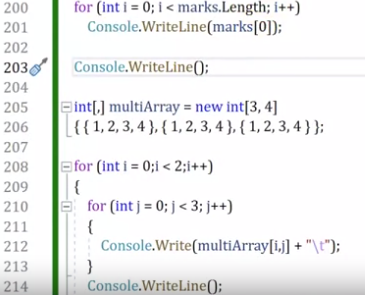 200 for (int i = 0; i < marks.Length; i++)
201 Console.WriteLine(marks[0]);
202
203 Console.WriteLine();
204
205 int[,] multiArray = new int[3, 4]
206 { { 1, 2, 3, 4 }, { 1, 2, 3, 4 }, { 1, 2, 3, 4 } };
207
208 for (int i = 0;i < 2;i++)
209 {
210 for (int j = 0; j < 3; j++)
211 {
212 Console.Write(multiArray[i,j] + "\t");
213 }
214 Console.WriteLine();